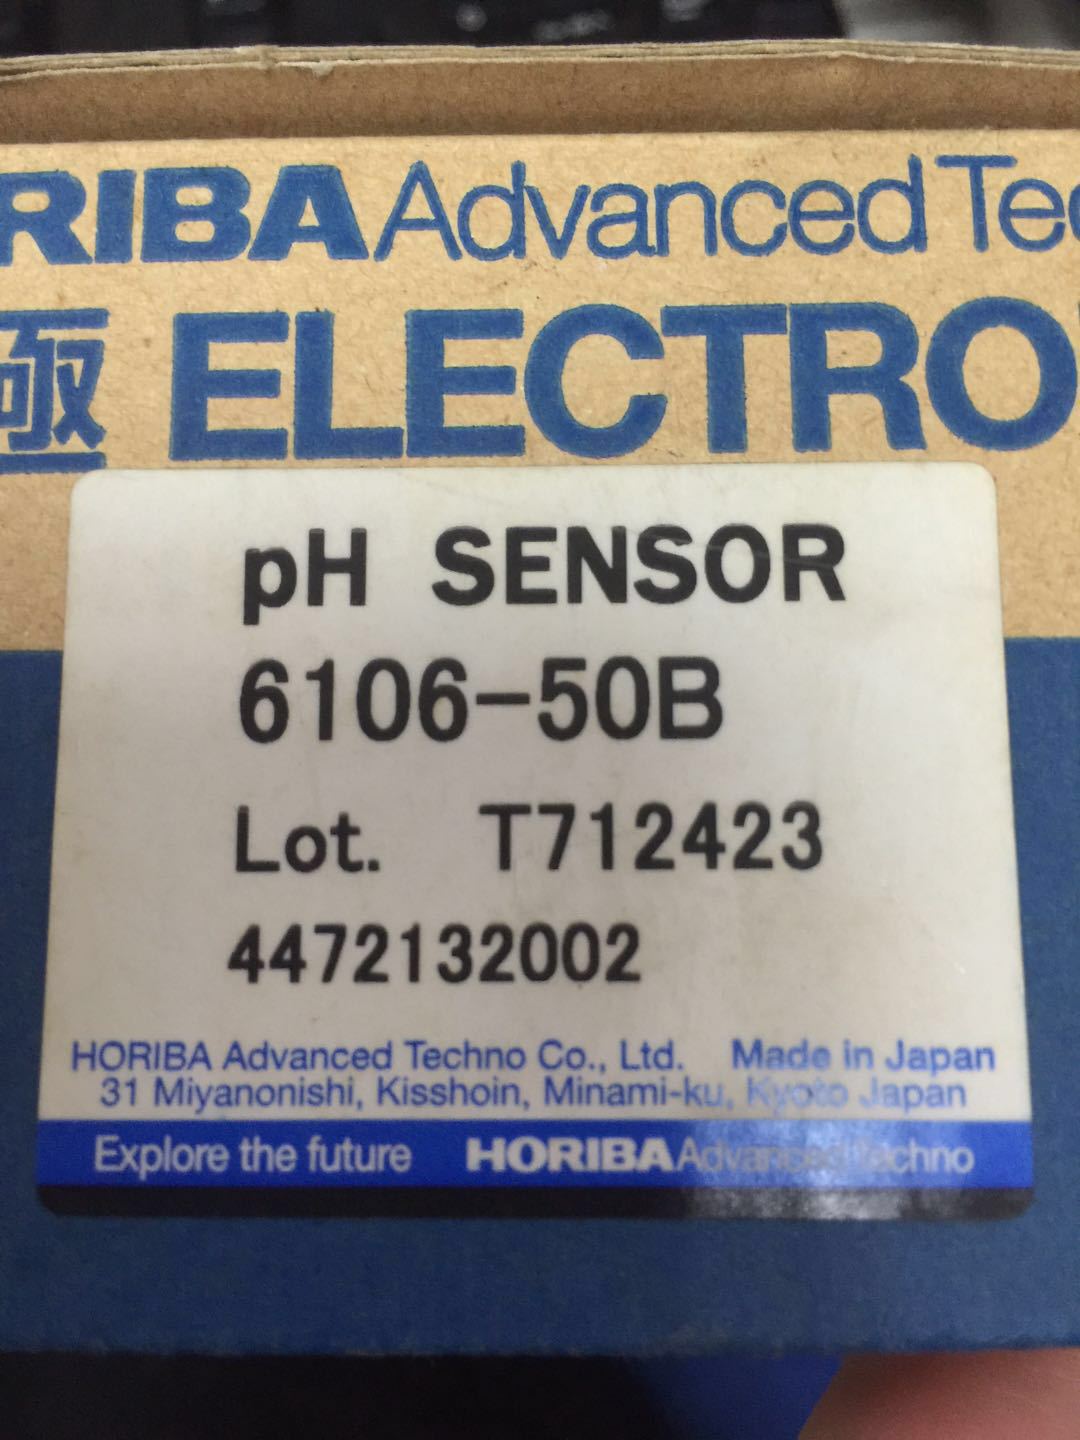 RIBA Advanced Te
極 ELECTRO
pH SENSOR
6106-50B
Lot. T712423
4472132002
HORIBA Advanced Techno Co., Ltd. Made in Japan
31 Miyanonishi, Kisshoin, Minami-ku, Kyoto Japan
Explore the future HORIBA Advanced Techno